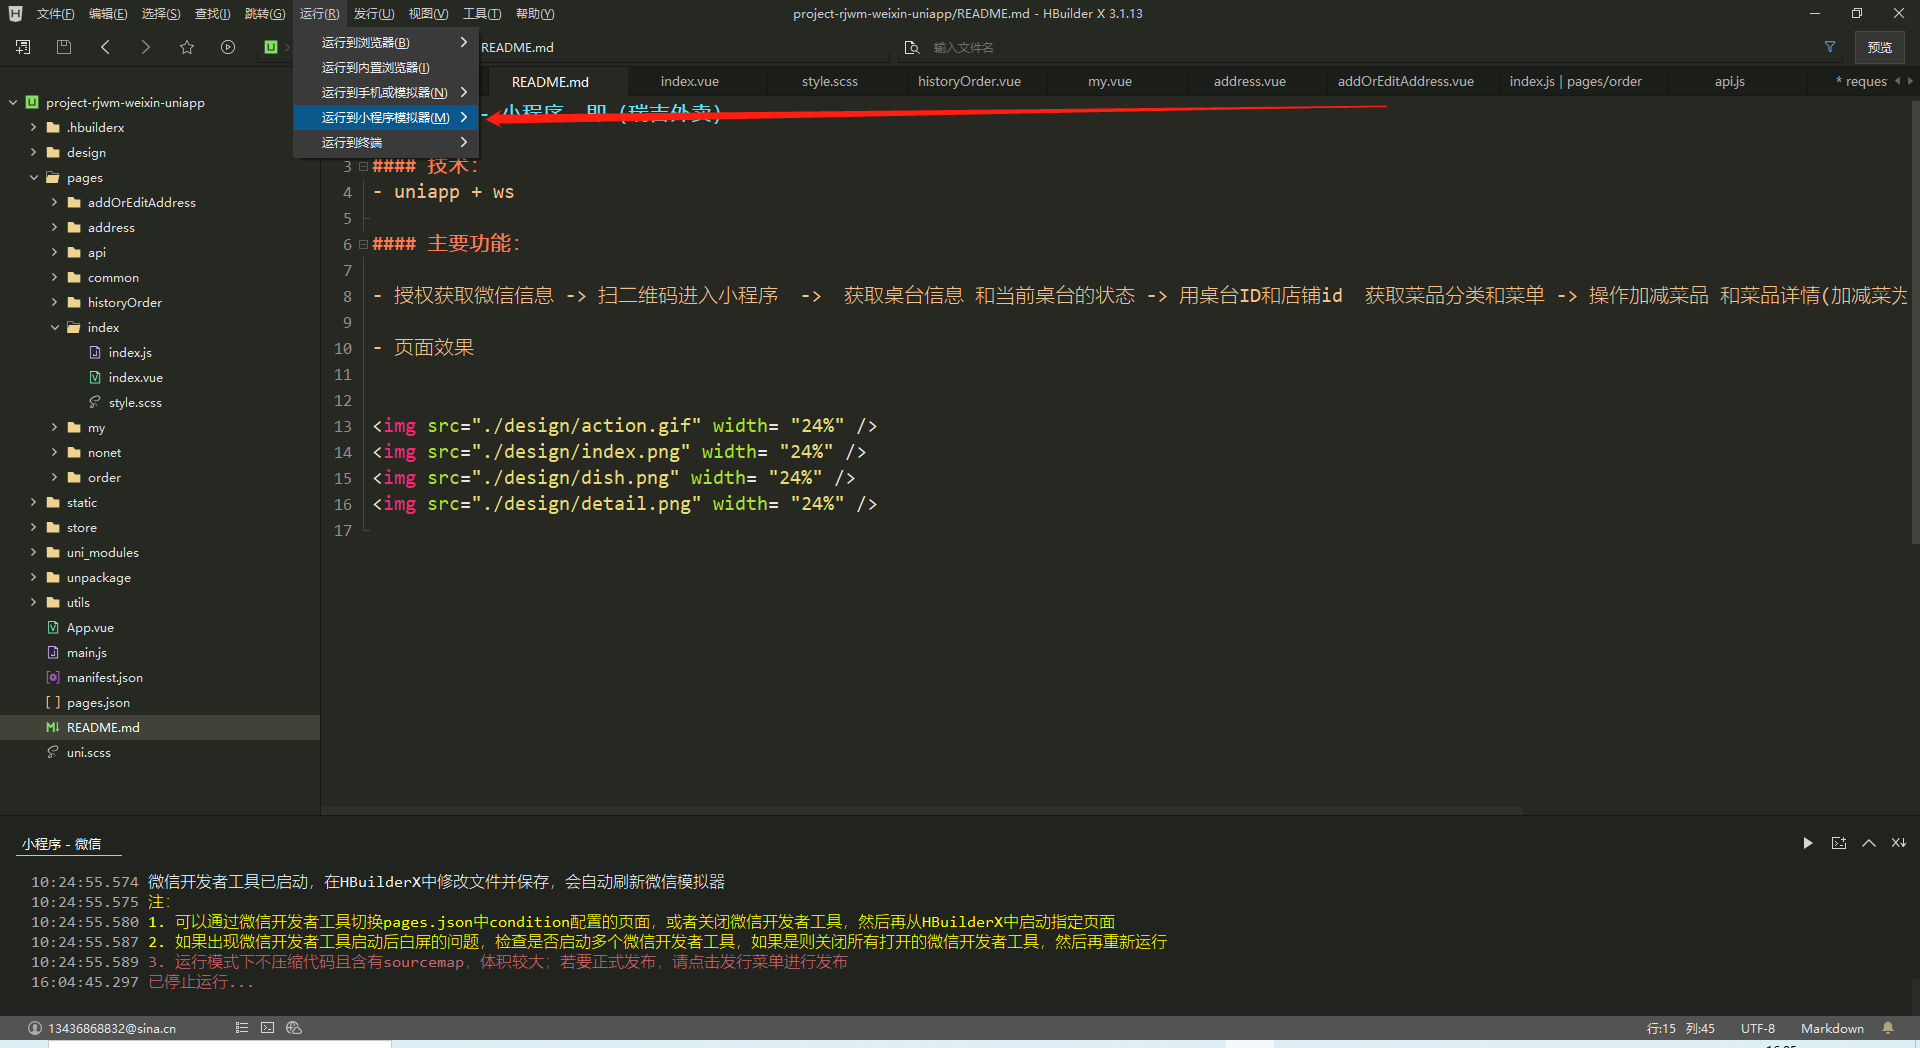 文件(F) 编辑(E) 选择(S) 查找(I) 跳转(G) 运行(R) 发行(U) 视图(V) 工具(T) 帮助(Y)
project-rjwm-weixin-uniapp/README.md - HBuilder X 3.1.13
README.md
输入文件名
预览
运行到浏览器(B)
运行到内置浏览器(I)
运行到手机或模拟器(N)
运行到小程序模拟器(M)
运行到终端
README.md index.vue style.scss historyOrder.vue my.vue address.vue addOrEditAddress.vue index.js | pages/order api.js * reques
project-rjwm-weixin-uniapp
.hbuilderx
design
pages
addOrEditAddress
address
api
common
historyOrder
index
index.js
index.vue
style.scss
my
nonet
order
static
store
uni_modules
unpackage
utils
App.vue
main.js
manifest.json
pages.json
README.md
uni.scss
- 小程序 即 (瑞吉外卖)
3 #### 技术:
4 - uniapp + ws
5
6 #### 主要功能:
7
8 - 授权获取微信信息 -> 扫二维码进入小程序 -> 获取桌台信息 和当前桌台的状态 -> 用桌台ID和店铺id 获取菜品分类和菜单 -> 操作加减菜品 和菜品详情(加减菜为
9
10 - 页面效果
11
12
13 <img src="./design/action.gif" width= "24%" />
14 <img src="./design/index.png" width= "24%" />
15 <img src="./design/dish.png" width= "24%" />
16 <img src="./design/detail.png" width= "24%" />
17
小程序 - 微信
10:24:55.574 微信开发者工具已启动，在HBuilderX中修改文件并保存，会自动刷新微信模拟器
10:24:55.575 注:
10:24:55.580 1. 可以通过微信开发者工具切换pages.json中condition配置的页面，或者关闭微信开发者工具，然后再从HBuilderX中启动指定页面
10:24:55.587 2. 如果出现微信开发者工具启动后白屏的问题，检查是否启动多个微信开发者工具，如果是则关闭所有打开的微信开发者工具，然后再重新运行
10:24:55.589 3. 运行模式下不压缩代码且含有sourcemap，体积较大；若要正式发布，请点击发行菜单进行发布
16:04:45.297 已停止运行...
13436868832@sina.cn
行:15 列:45 UTF-8 Markdown